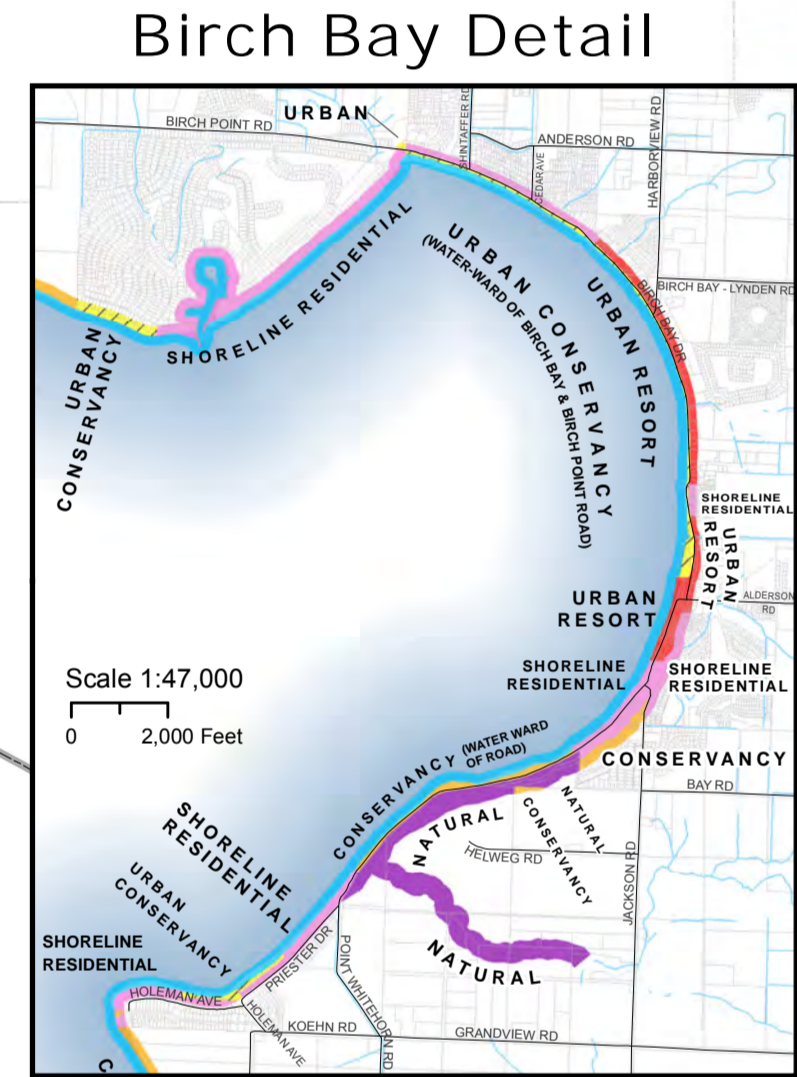 Birch Bay Detail
URBAN
BIRCH POINT RD
SHINTAFFER RD
ANDERSON RD
CEDAR AVE
HARBORVIEW RD
SHORELINE RESIDENTIAL
URBAN CONSERVANCY
(WATER-WARD OF BIRCH BAY & BIRCH POINT ROAD)
URBAN RESORT
BIRCH BAY DR
BIRCH BAY - LYNDEN RD
URBAN
CONSERVANCY
SHORELINE
RESIDENTIAL
URBAN
RESORT
URBAN
RESORT
ALDERSON
RD
SHORELINE
RESIDENTIAL
SHORELINE
RESIDENTIAL
Scale 1:47,000
0 2,000 Feet
CONSERVANCY
(WATER WARD
OF ROAD)
CONSERVANCY
BAY RD
NATURAL
NATURAL
CONSERVANCY
HELWEG RD
JACKSON RD
SHORELINE
RESIDENTIAL
URBAN
CONSERVANCY
SHORELINE
RESIDENTIAL
NATURAL
PRIESTER DR
POINT WHITEHORN RD
HOLEMAN AVE
HOLEMAN AVE
KOEHN RD
GRANDVIEW RD
C